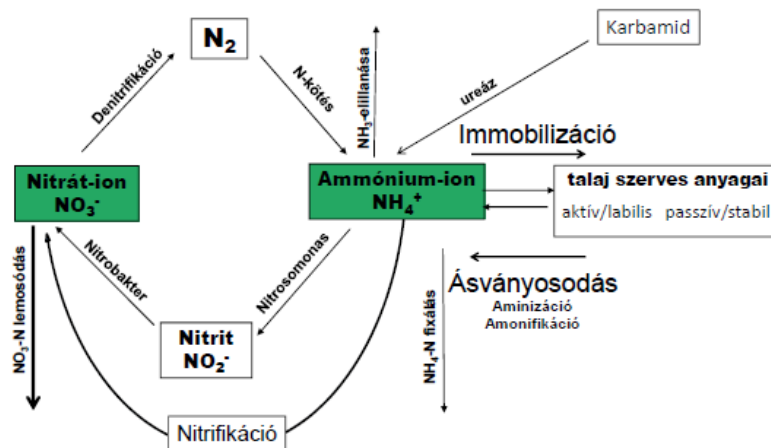 N2
Karbamid
Denitrifikáció
N-kötés
NH3-elillanása
ureáz
Immobilizáció
Nitrát-ion
NO3-
Ammónium-ion
NH4+
talaj szerves anyagai
aktív/labilis passzív/stabil
NO3-N lemosódás
Nitrobakter
Nitrosomonas
Ásványosodás
Aminizáció
Amonifikáció
NH4-N fixálás
Nitrit
NO2-
Nitrifikáció